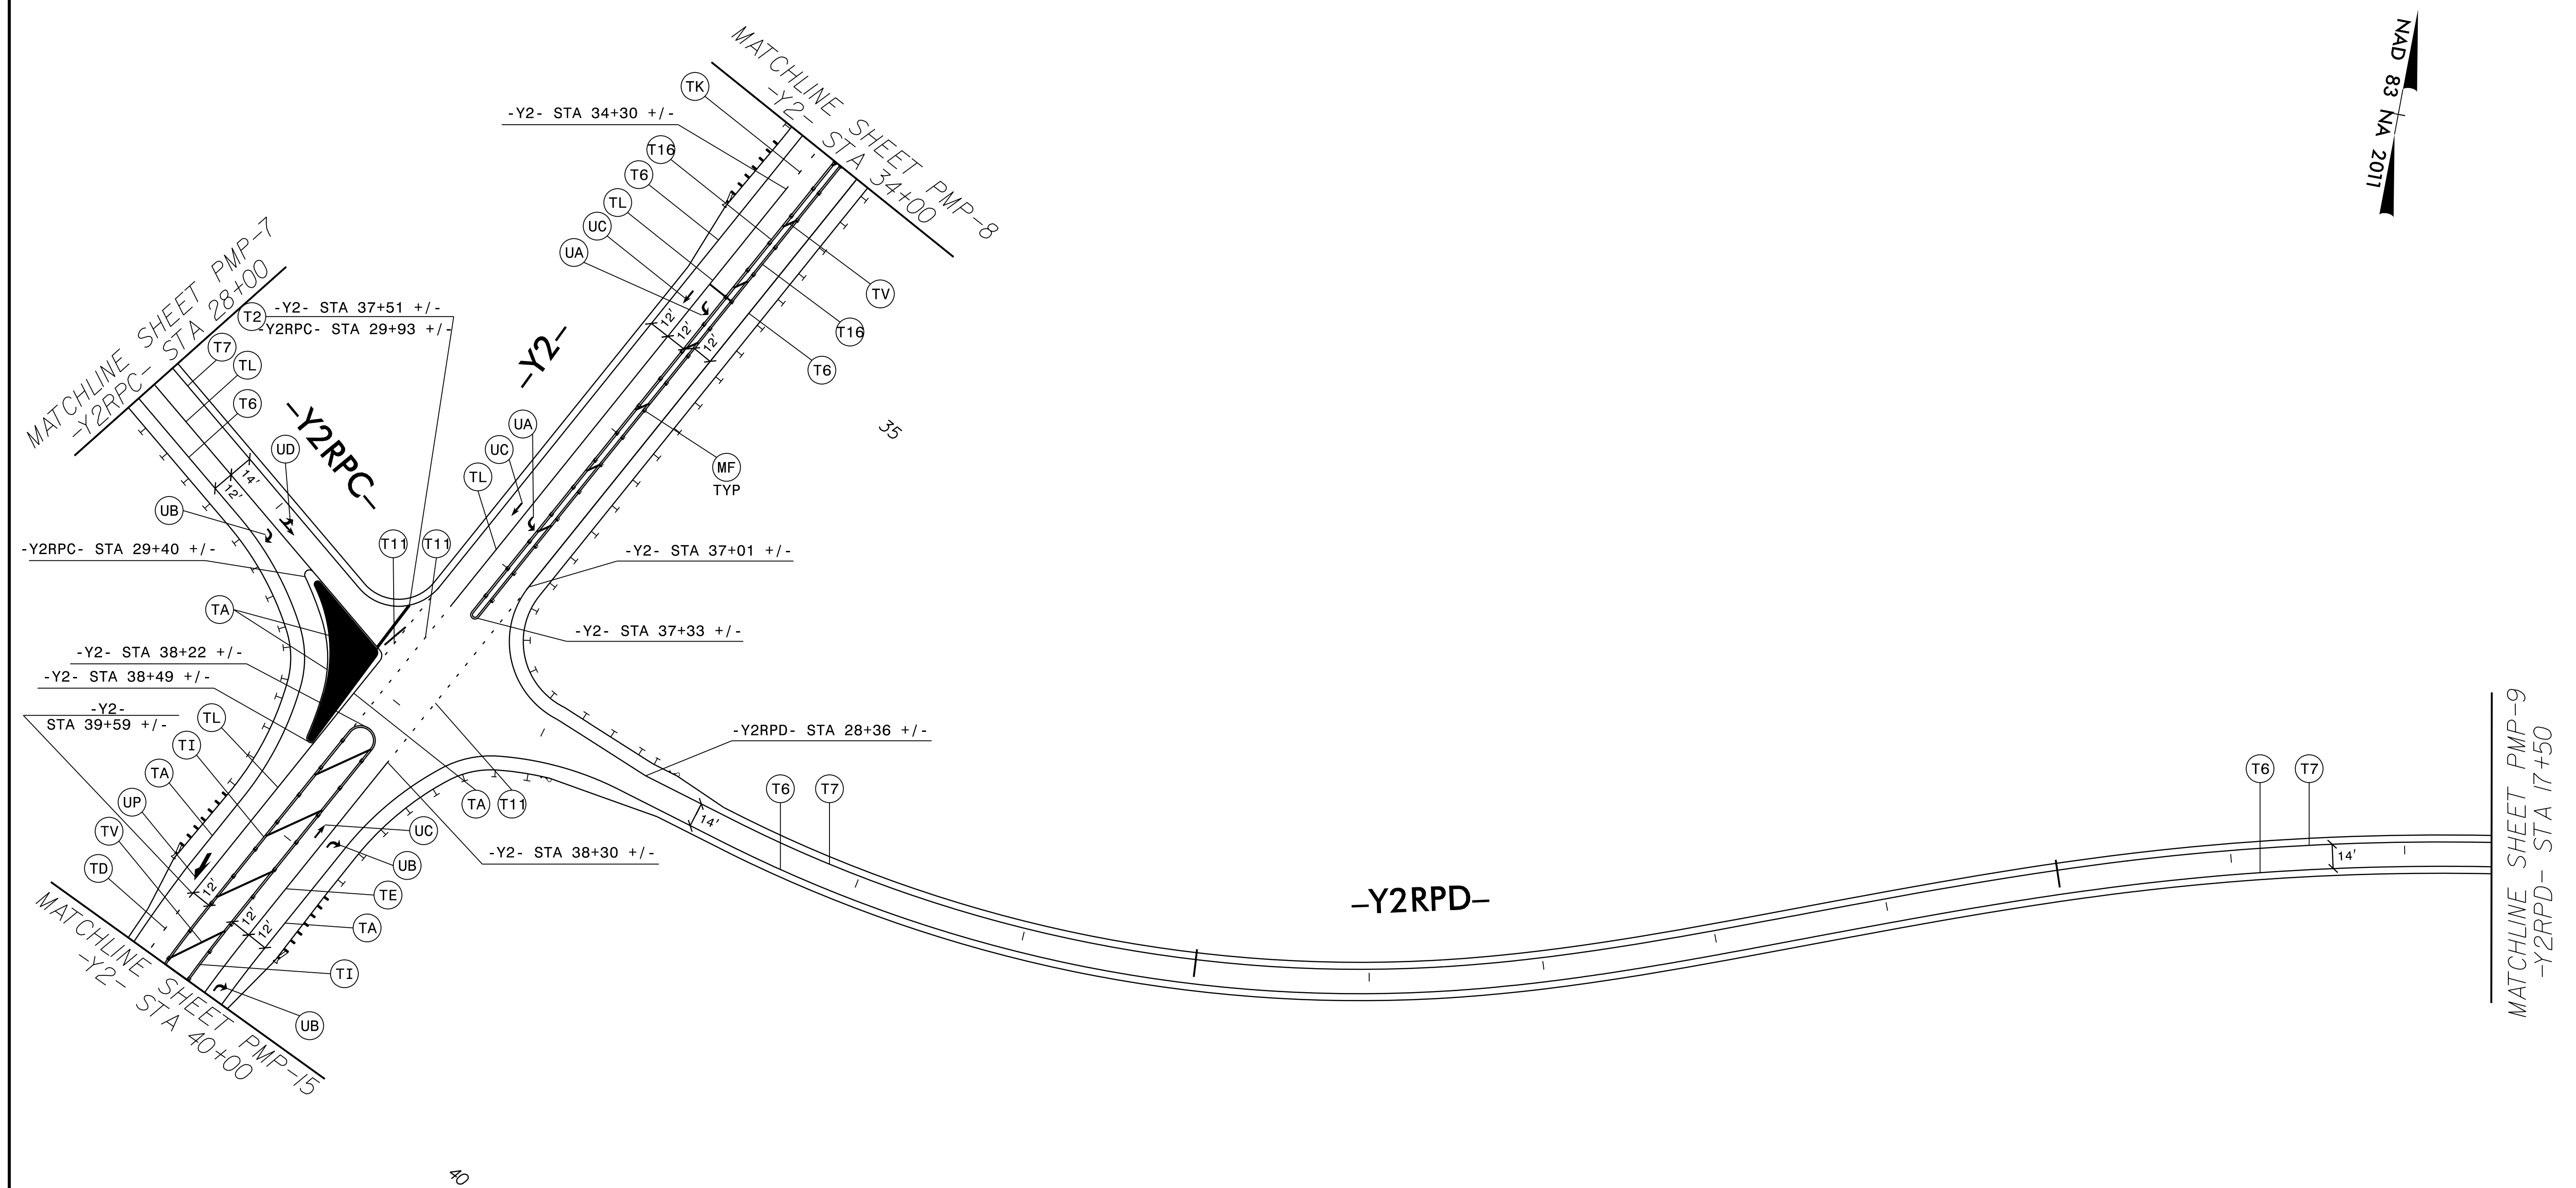 MATCHLINE SHEET PMP-8
-Y2- STA 34+00
NAD 83 NA 2011
TK
-Y2- STA 34+30 +/-
T16
T6
TL
UC
UA
TV
T16
T6
12'
12'
12'
MATCHLINE SHEET PMP-7
-Y2RPC- STA 28+00
T2
-Y2- STA 37+51 +/-
-Y2RPC- STA 29+93 +/-
-Y2-
T7
TL
T6
-Y2RPC-
UD
14'
12'
UB
UA
UC
TL
MF
TYP
35
T11
T11
-Y2RPC- STA 29+40 +/-
-Y2- STA 37+01 +/-
TA
-Y2- STA 37+33 +/-
-Y2- STA 38+22 +/-
-Y2- STA 38+49 +/-
-Y2-
STA 39+59 +/-
TL
TI
TA
UP
TV
TD
12'
12'
12'
-Y2RPD- STA 28+36 +/-
TA
T11
UC
UB
TE
TA
TI
UB
-Y2- STA 38+30 +/-
14'
T6
T7
-Y2RPD-
T6
T7
14'
MATCHLINE SHEET PMP-9
-Y2RPD- STA 17+50
MATCHLINE SHEET PMP-15
-Y2- STA 40+00
40